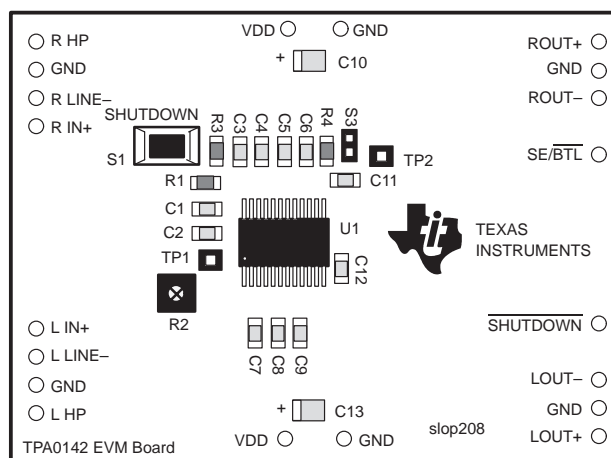 VDD GND
R HP
GND
R LINE–
R IN+
+ C10
ROUT+
GND
ROUT–
SHUTDOWN
S1
R3 C3 C4 C5 C6 R4 S3
TP2
SE/BTL
R1
C11
C1
C2
U1
TP1
C12
TEXAS
INSTRUMENTS
R2
L IN+
L LINE–
GND
L HP
C7 C8 C9
SHUTDOWN
LOUT–
GND
LOUT+
+ C13
slop208
TPA0142 EVM Board
VDD GND